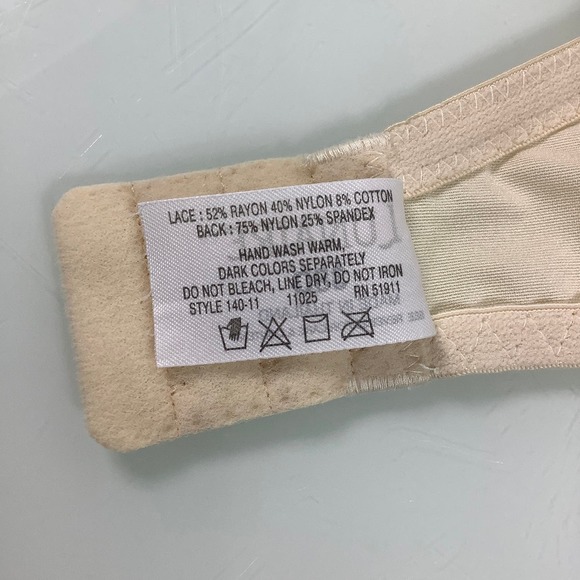 LACE : 52% RAYON 40% NYLON 8% COTTON
BACK : 75% NYLON 25% SPANDEX
HAND WASH WARM,
DARK COLORS SEPARATELY
DO NOT BLEACH, LINE DRY, DO NOT IRON
STYLE 140-11 11025 RN 51911